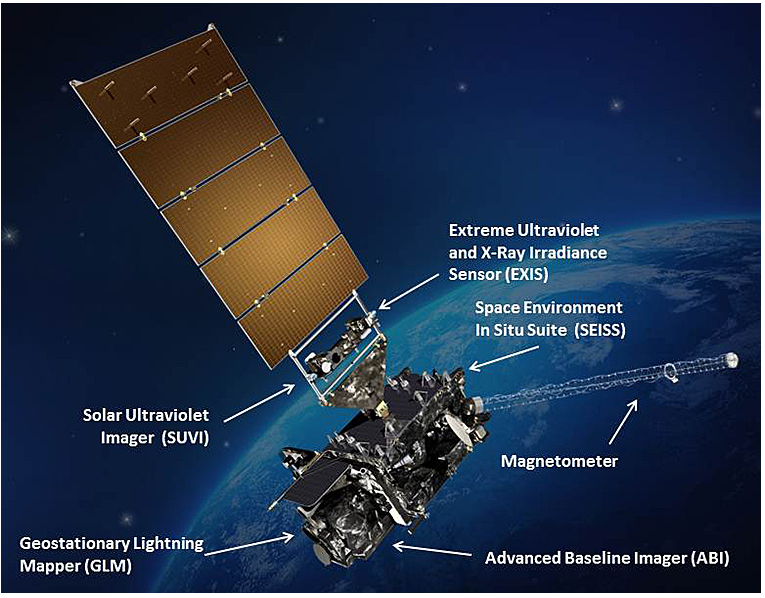 Extreme Ultraviolet
and X-Ray Irradiance
Sensor (EXIS)
Space Environment
In Situ Suite (SEISS)
Solar Ultraviolet
Imager (SUVI)
Magnetometer
Geostationary Lightning
Mapper (GLM)
Advanced Baseline Imager (ABI)